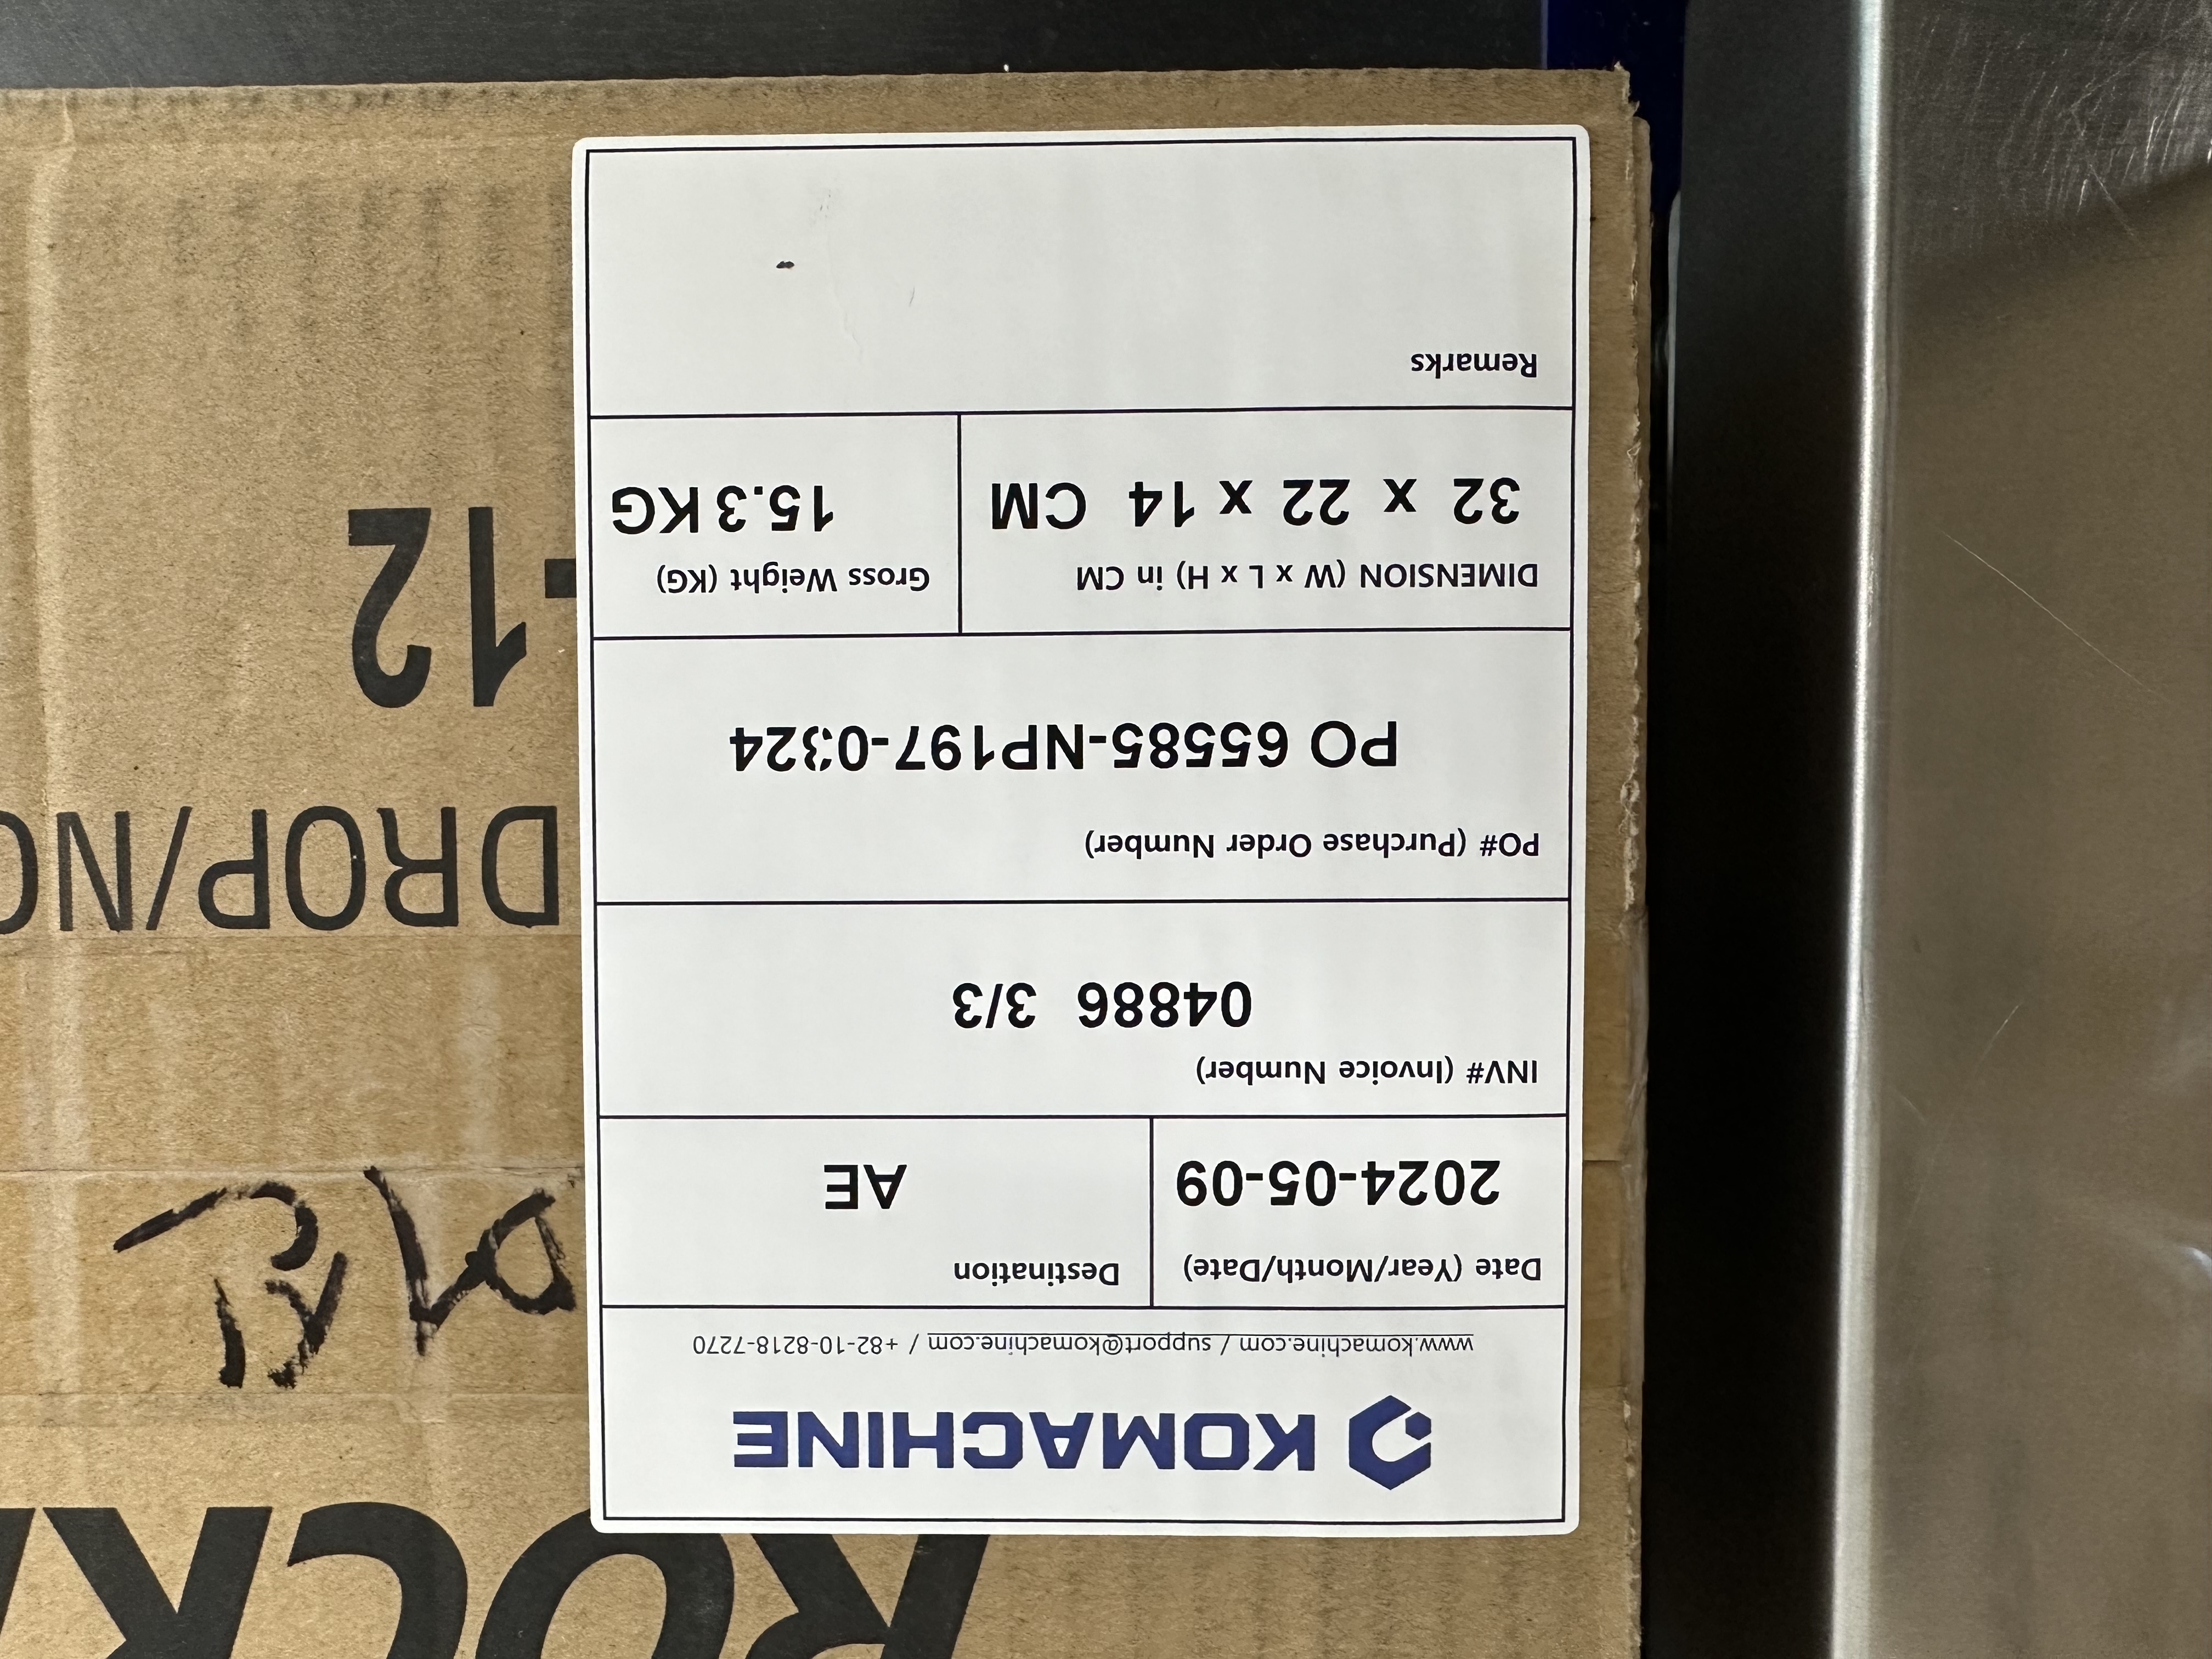 KOMACHINE
www.komachine.com / support@komachine.com / +82-10-8218-7270
Date (Year/Month/Date)
2024-05-09
Destination
AE
INV# (Invoice Number)
04886 3/3
PO# (Purchase Order Number)
PO 65585-NP197-0324
DIMENSION (W x L x H) in CM
32 x 22 x 14 CM
Gross Weight (KG)
15.3 KG
Remarks
ROCK
DROP/NO
-12